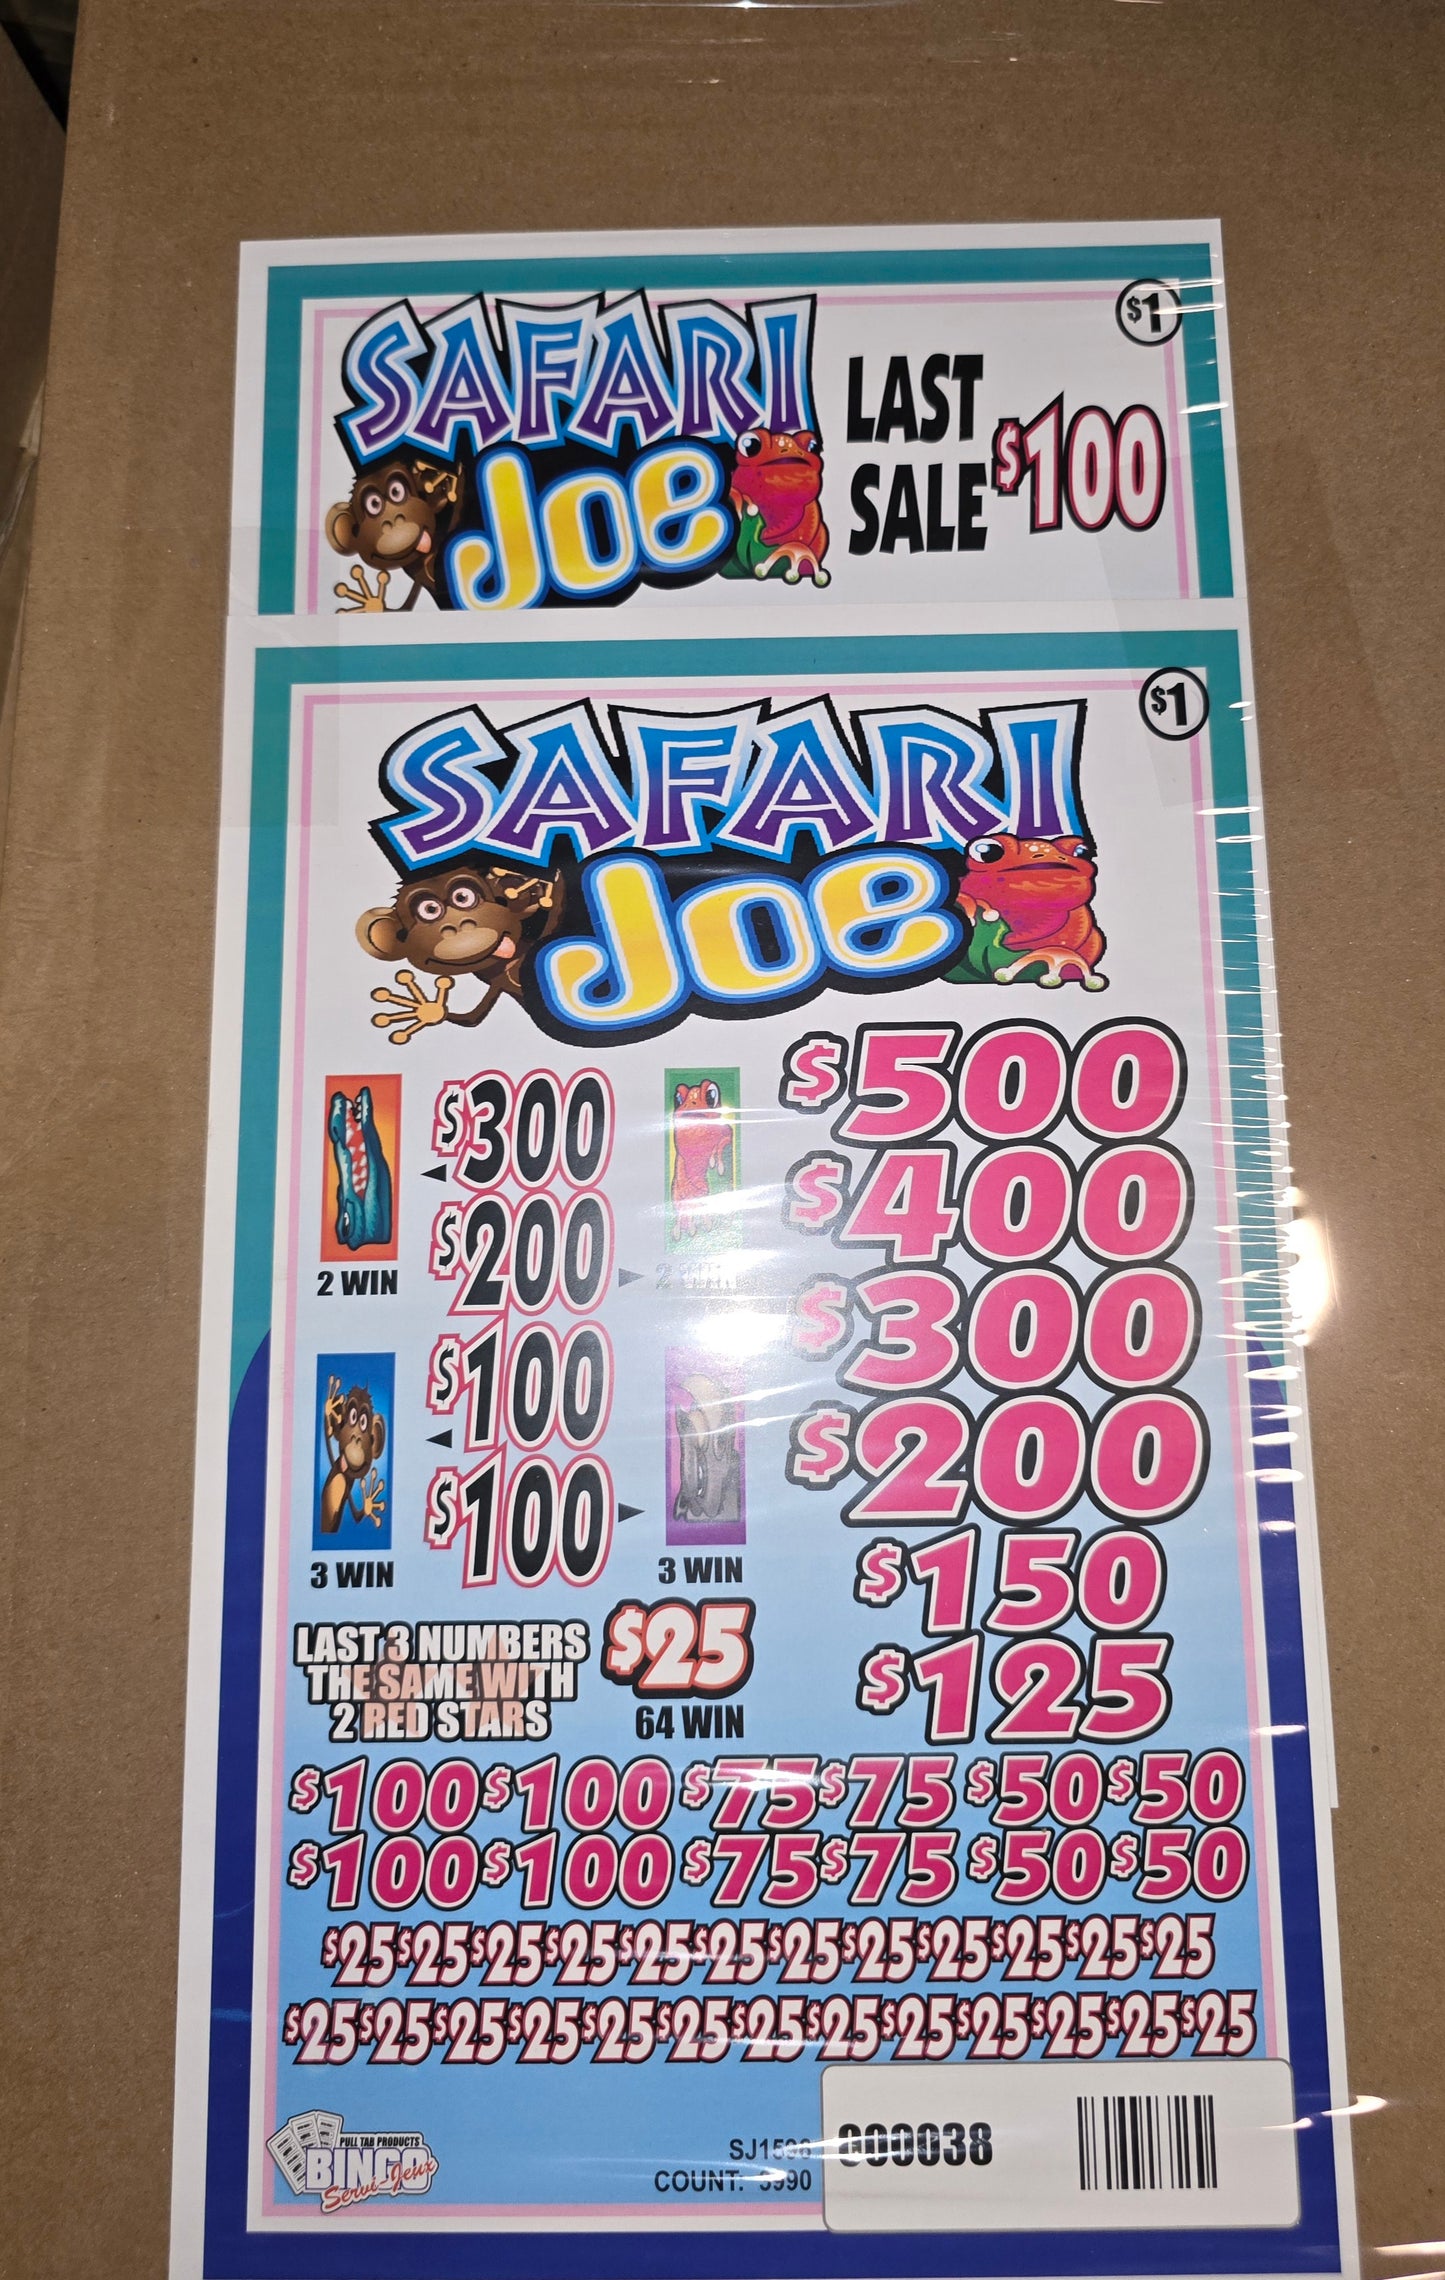 $1
SAFARI
Joe
LAST
SALE $100
$1
SAFARI
Joe
$500
$400
$300
$200
$150
$125
$300
$200
2 WIN
2 WIN
$100
$100
3 WIN
3 WIN
LAST 3 NUMBERS
THE SAME WITH
2 RED STARS
$25
64 WIN
$100 $100 $75 $75 $50 $50
$100 $100 $75 $75 $50 $50
$25 $25 $25 $25 $25 $25 $25 $25 $25 $25 $25 $25
$25 $25 $25 $25 $25 $25 $25 $25 $25 $25 $25 $25 $25
PULL TAB PRODUCTS
BINGO
Servi-Jeux
COUNT: 3990
000038